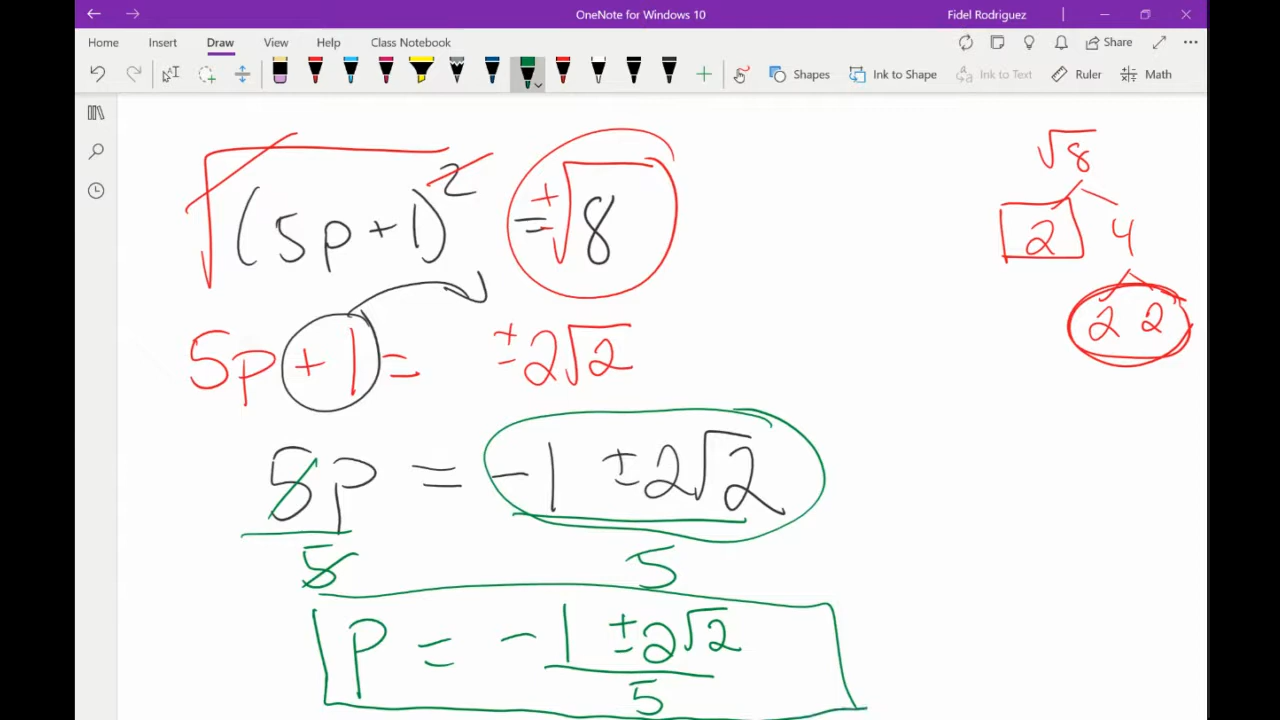 OneNote for Windows 10
Fidel Rodriguez
Home Insert Draw View Help Class Notebook
Share
Shapes Ink to Shape Ink to Text Ruler Math
√(5p+1)² = ±√8
5p + 1 = ±2√2
5p = -1 ±2√2
5 5
p = -1 ±2√2
5
√8
2 4
2 2